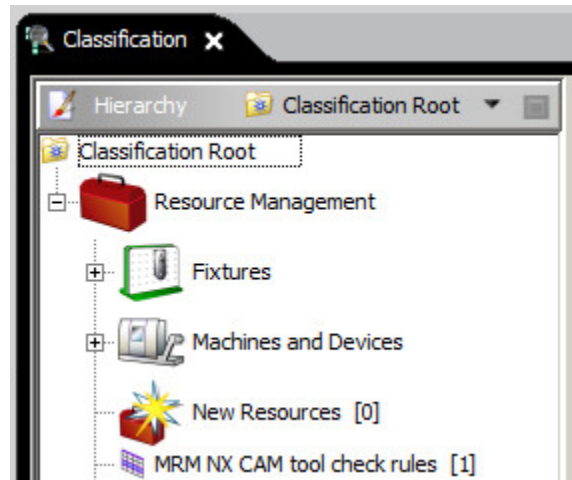 Classification
Hierarchy Classification Root
Classification Root
Resource Management
Fixtures
Machines and Devices
New Resources [0]
MRM NX CAM tool check rules [1]